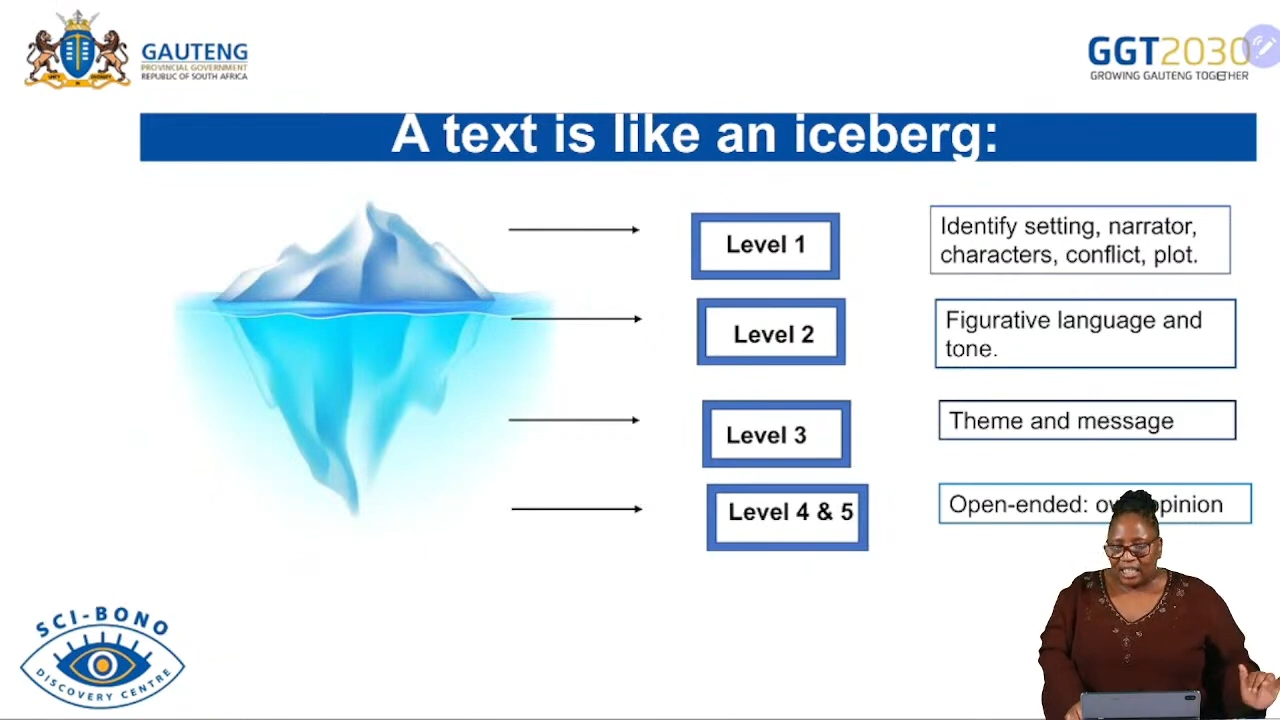 GAUTENG
PROVINCIAL GOVERNMENT
REPUBLIC OF SOUTH AFRICA
GGT2030
GROWING GAUTENG TOGETHER
A text is like an iceberg:
Level 1
Identify setting, narrator,
characters, conflict, plot.
Level 2
Figurative language and
tone.
Level 3
Theme and message
Level 4 & 5
Open-ended: opinion
SCI-BONO
DISCOVERY CENTRE